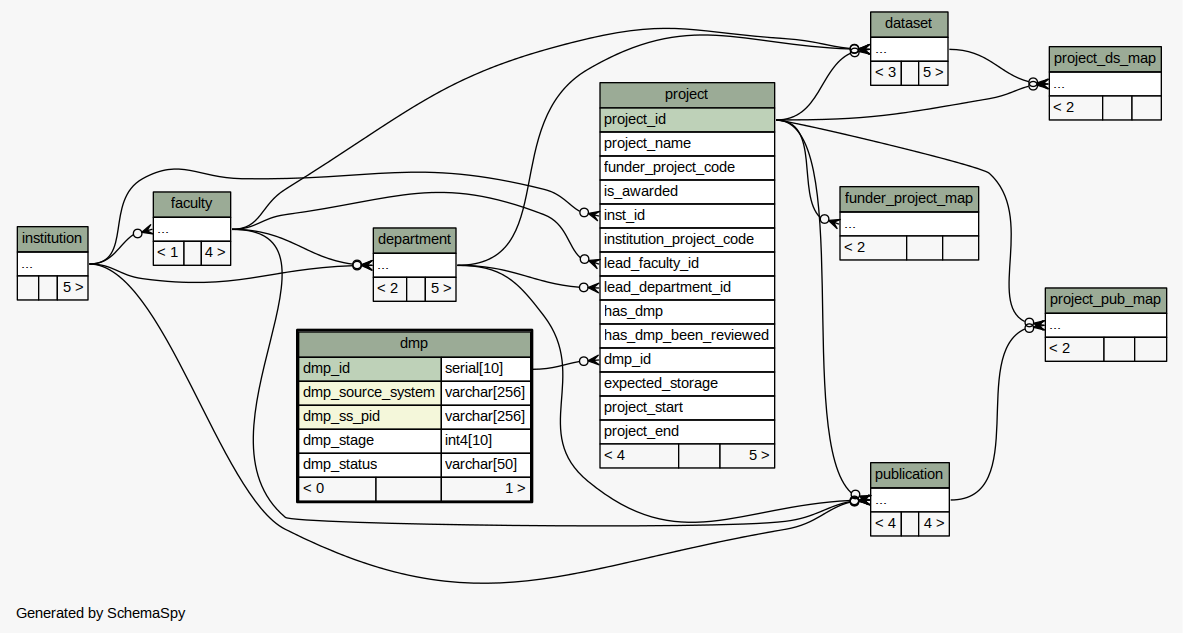 dataset
...
< 3 5 >
project_ds_map
...
< 2
project
project_id
project_name
funder_project_code
is_awarded
inst_id
institution_project_code
lead_faculty_id
lead_department_id
has_dmp
has_dmp_been_reviewed
dmp_id
expected_storage
project_start
project_end
< 4 5 >
funder_project_map
...
< 2
faculty
...
< 1 4 >
institution
...
5 >
department
...
< 2 5 >
project_pub_map
...
< 2
dmp
dmp_id serial[10]
dmp_source_system varchar[256]
dmp_ss_pid varchar[256]
dmp_stage int4[10]
dmp_status varchar[50]
< 0 1 >
publication
...
< 4 4 >
Generated by SchemaSpy